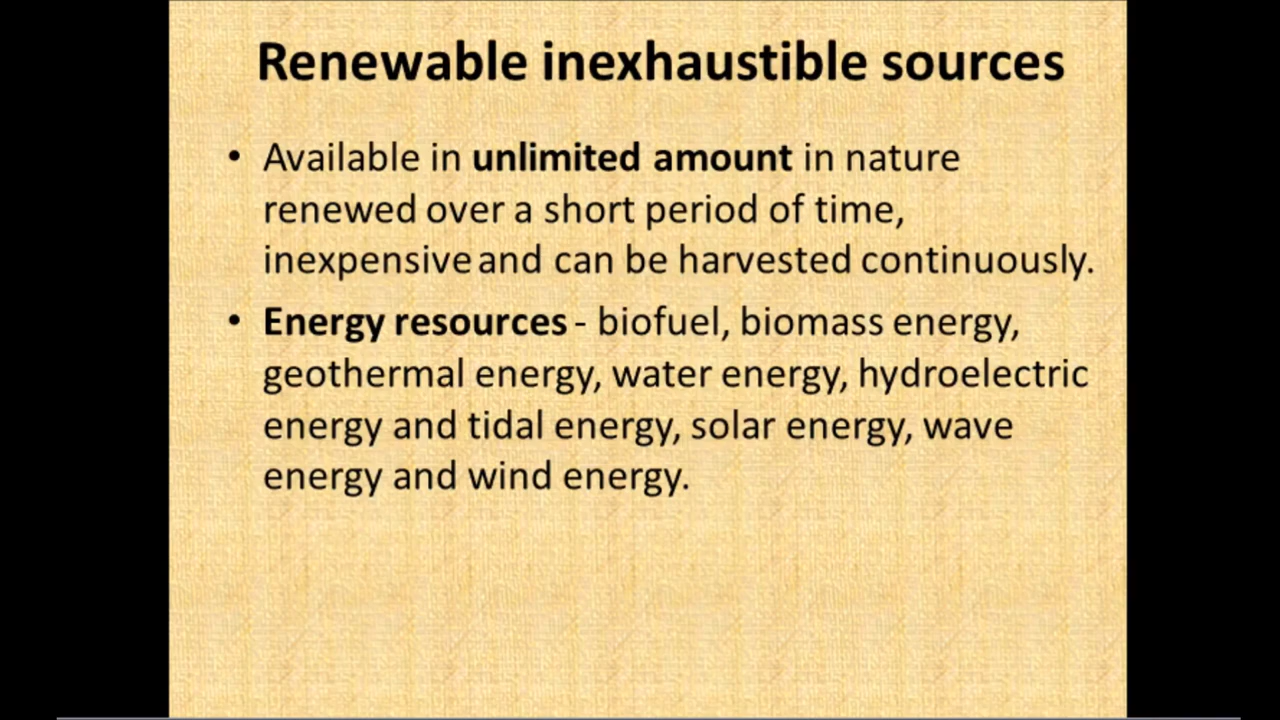 Renewable inexhaustible sources
• Available in unlimited amount in nature
renewed over a short period of time,
inexpensive and can be harvested continuously.
• Energy resources - biofuel, biomass energy,
geothermal energy, water energy, hydroelectric
energy and tidal energy, solar energy, wave
energy and wind energy.